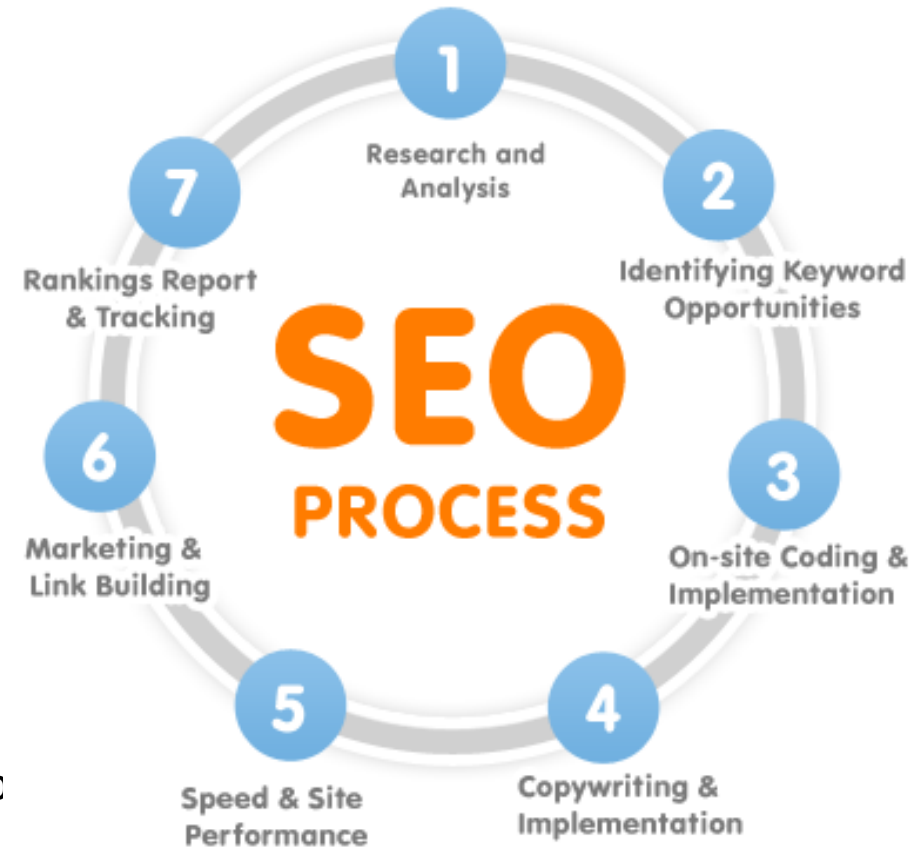 1
Research and
Analysis
2
Identifying Keyword
Opportunities
3
On-site Coding &
Implementation
4
Copywriting &
Implementation
5
Speed & Site
Performance
6
Marketing &
Link Building
7
Rankings Report
& Tracking
SEO
PROCESS